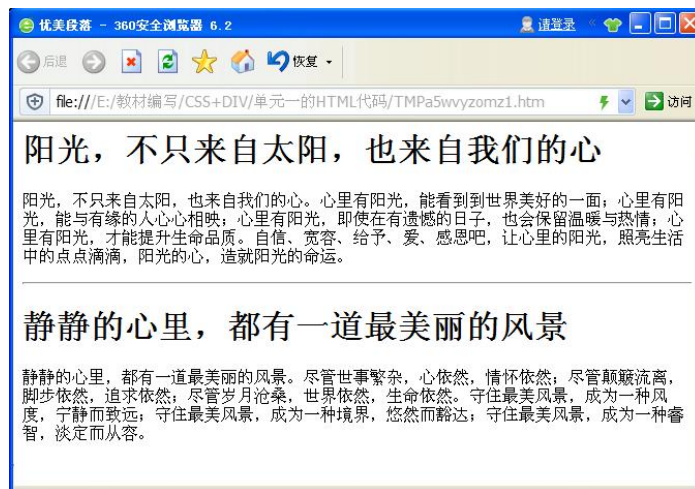 优美段落 - 360安全浏览器 6.2 请登录
后退 恢复
file:///E:/教材编写/CSS+DIV/单元一的HTML代码/TMPa5wvyzomz1.htm 访问
阳光，不只来自太阳，也来自我们的心
阳光，不只来自太阳，也来自我们的心。心里有阳光，能看到到世界美好的一面；心里有阳
光，能与有缘的人心心相映；心里有阳光，即使在有遗憾的日子，也会保留温暖与热情；心
里有阳光，才能提升生命品质。自信、宽容、给予、爱、感恩吧，让心里的阳光，照亮生活
中的点点滴滴，阳光的心，造就阳光的命运。
静静的心里，都有一道最美丽的风景
静静的心里，都有一道最美丽的风景。尽管世事繁杂，心依然，情怀依然；尽管颠簸流离，
脚步依然，追求依然；尽管岁月沧桑，世界依然，生命依然。守住最美风景，成为一种风
度，宁静而致远；守住最美风景，成为一种境界，悠然而豁达；守住最美风景，成为一种睿
智，淡定而从容。